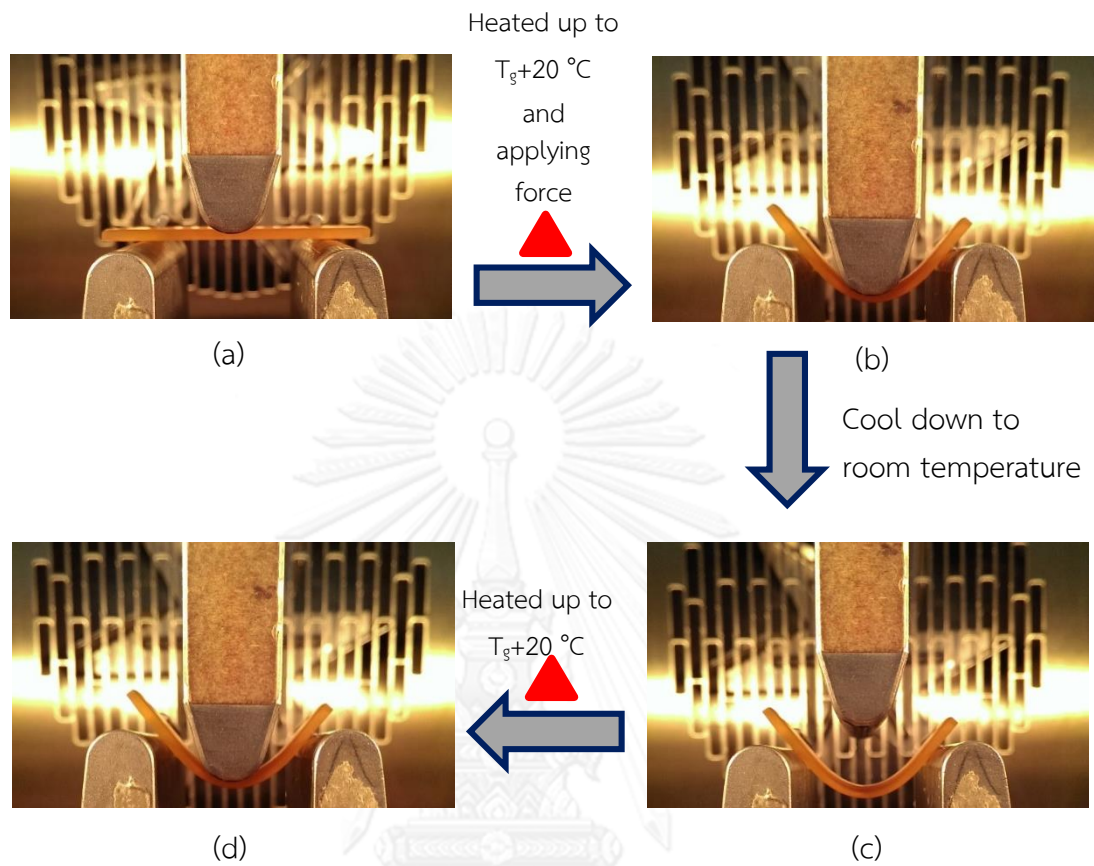 Heated up to
Tg+20 °C
and
applying
force
(a)
(b)
Cool down to
room temperature
Heated up to
Tg+20 °C
(d)
(c)